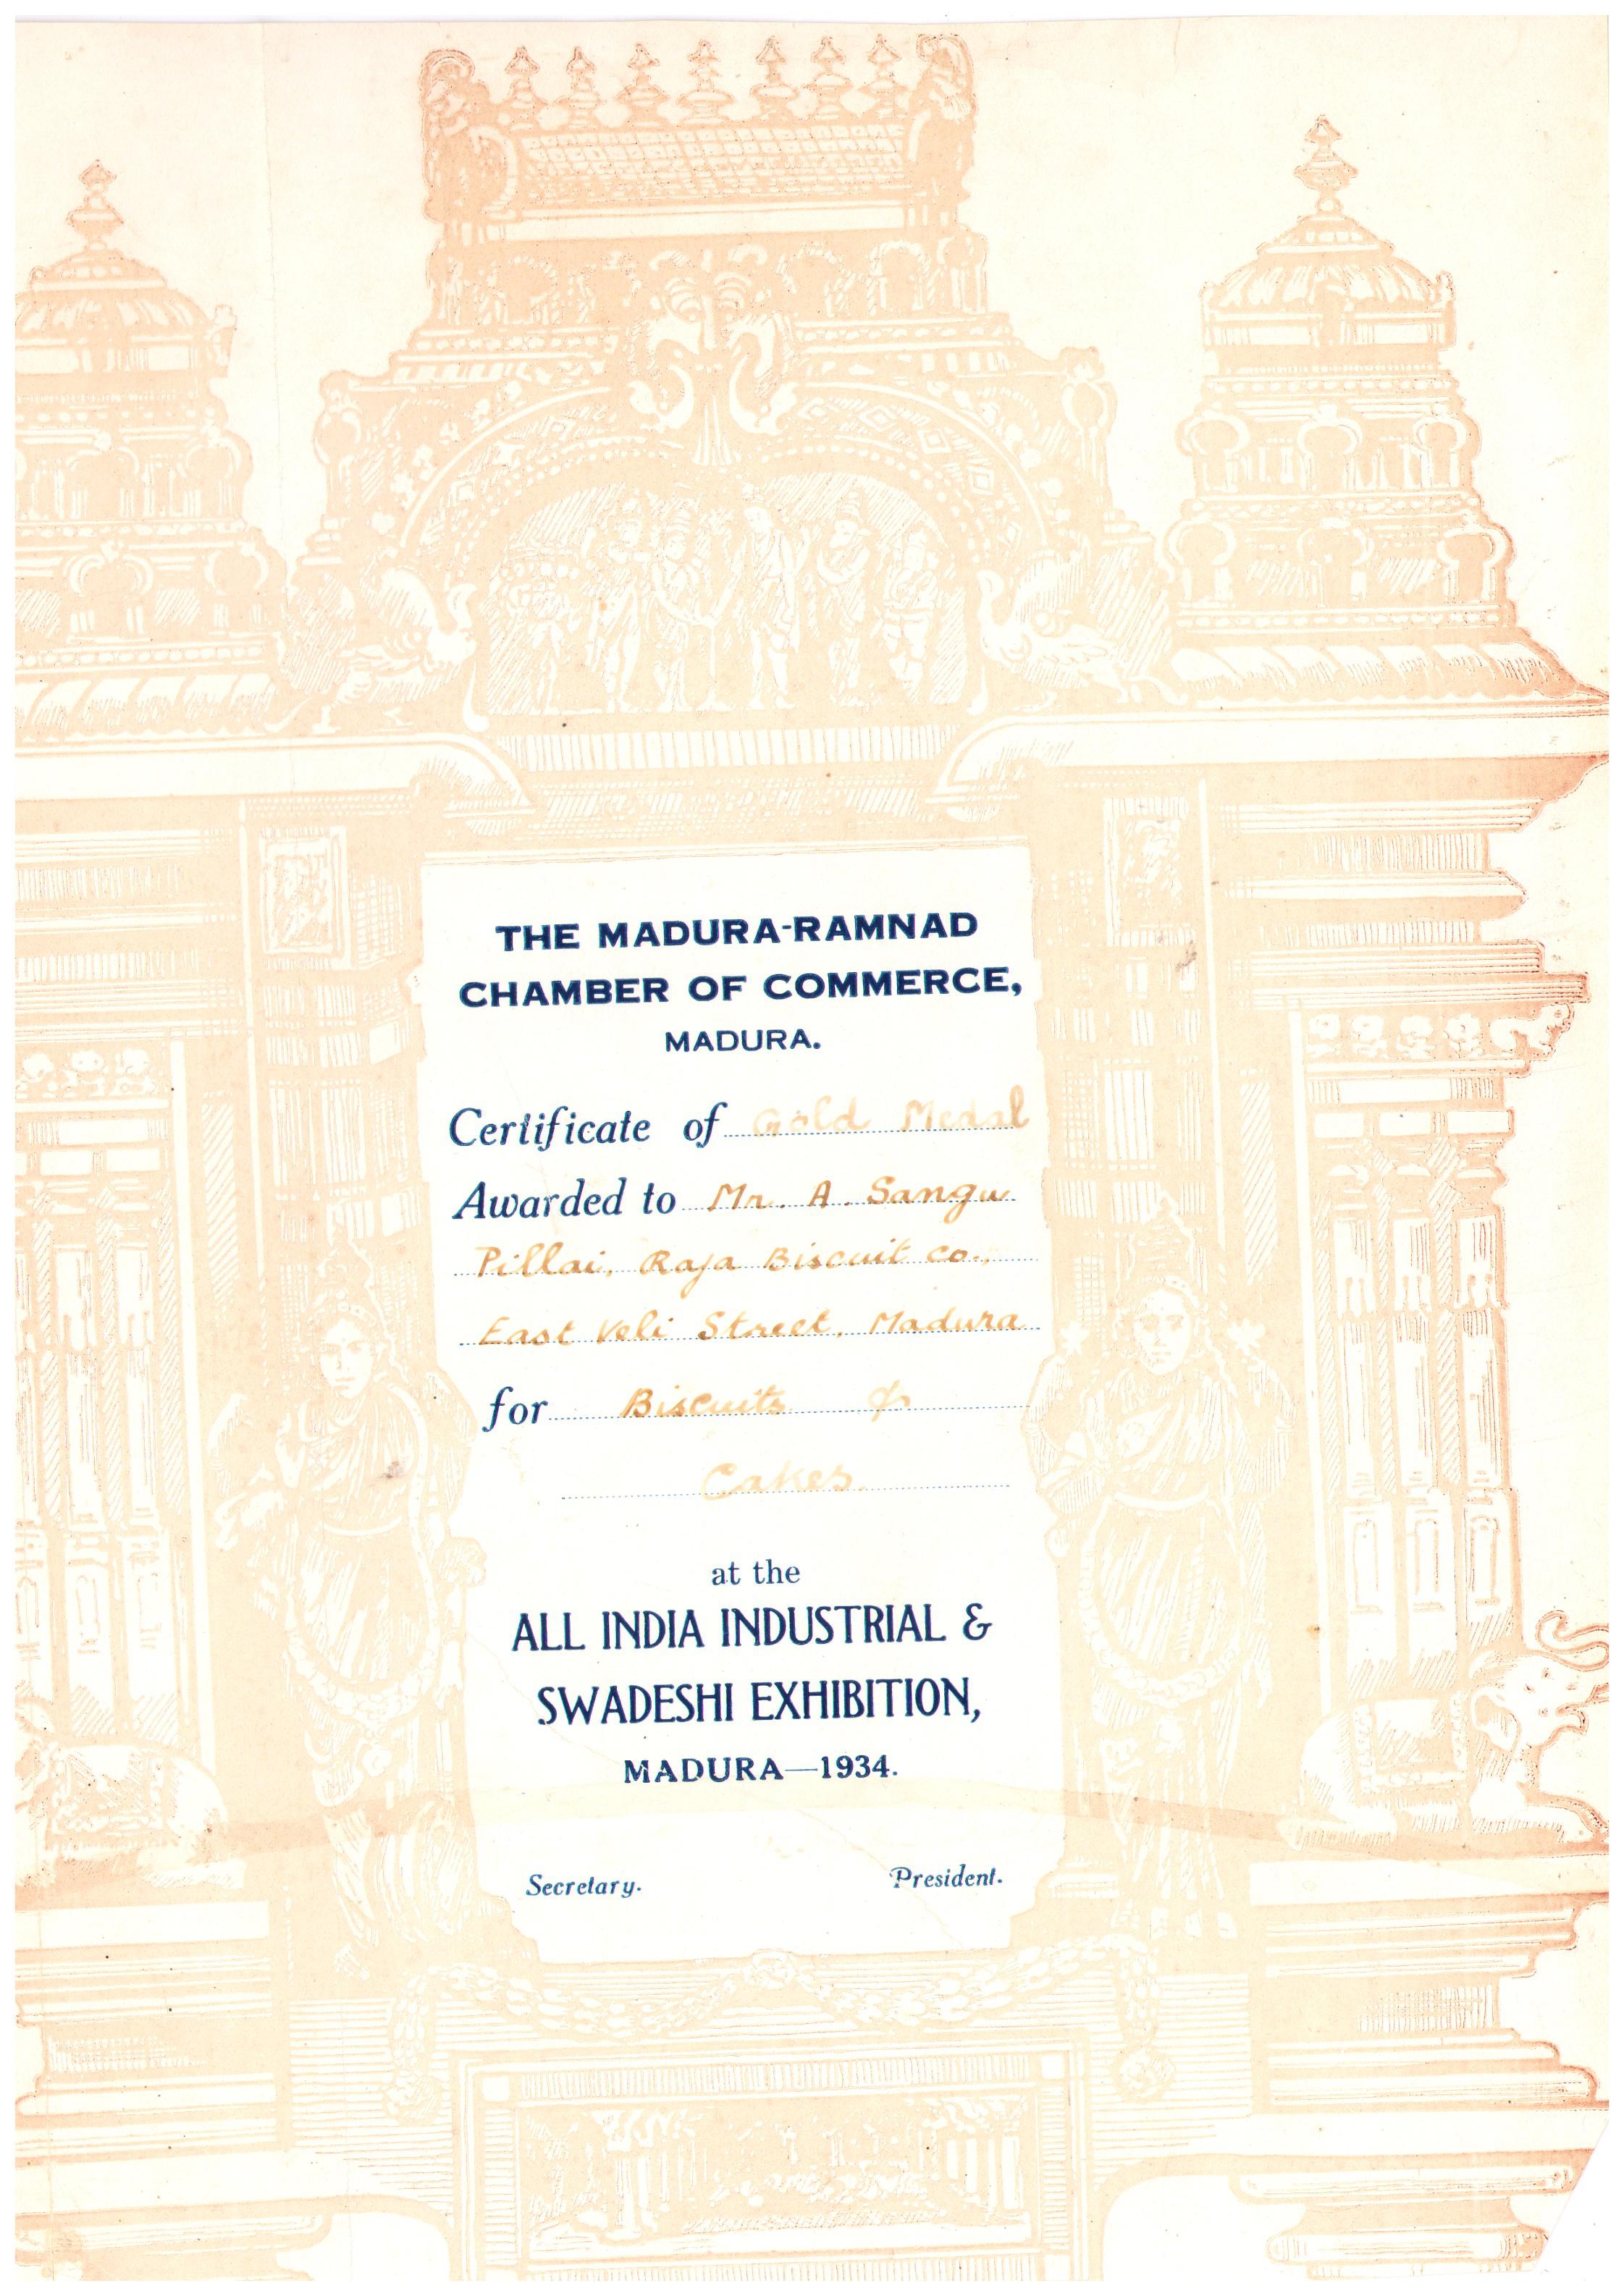 THE MADURA-RAMNAD
CHAMBER OF COMMERCE,
MADURA.
Certificate of Gold Medal
Awarded to Mr. A. Sangu
Pillai, Raja Biscuit Co.,
East Veli Street, Madura
for Biscuits &
Cakes.
at the
ALL INDIA INDUSTRIAL &
SWADESHI EXHIBITION,
MADURA—1934.
Secretary. President.